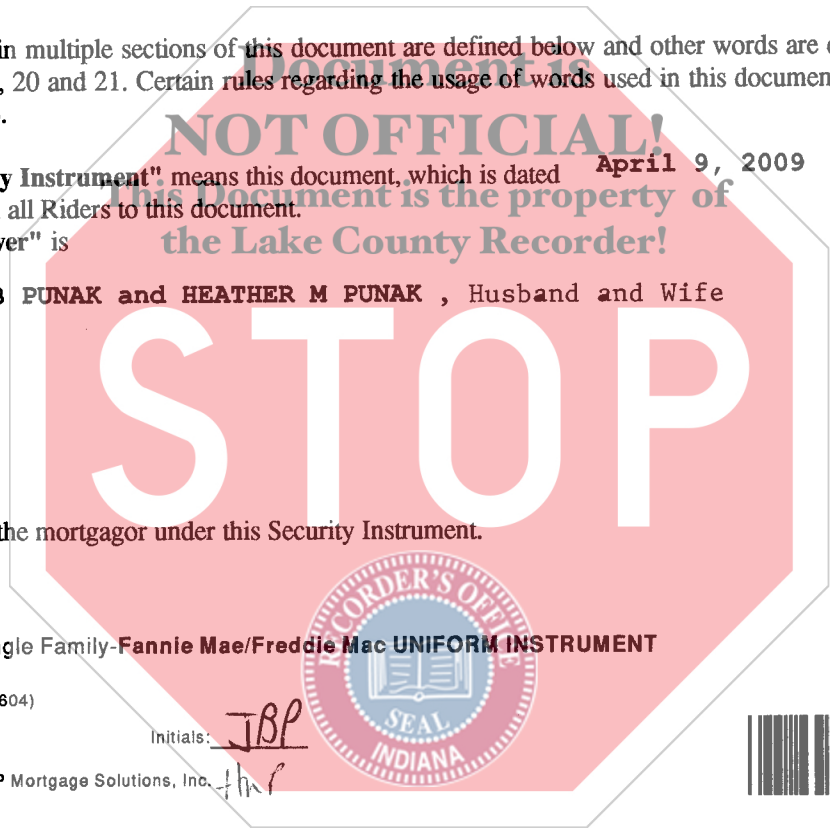 in multiple sections of this document are defined below and other words are
, 20 and 21. Certain rules regarding the usage of words used in this documen
.
Document is
NOT OFFICIAL!
y Instrument" means this document, which is dated April 9, 2009
This Document is the property of
all Riders to this document.
the Lake County Recorder!
er" is
B PUNAK and HEATHER M PUNAK , Husband and Wife
STOP
the mortgagor under this Security Instrument.
RECORDER'S OFFICE
gle Family-Fannie Mae/Freddie Mac UNIFORM INSTRUMENT
604)
SEAL
INDIANA
Initials: JBP
P Mortgage Solutions, Inc. HMP